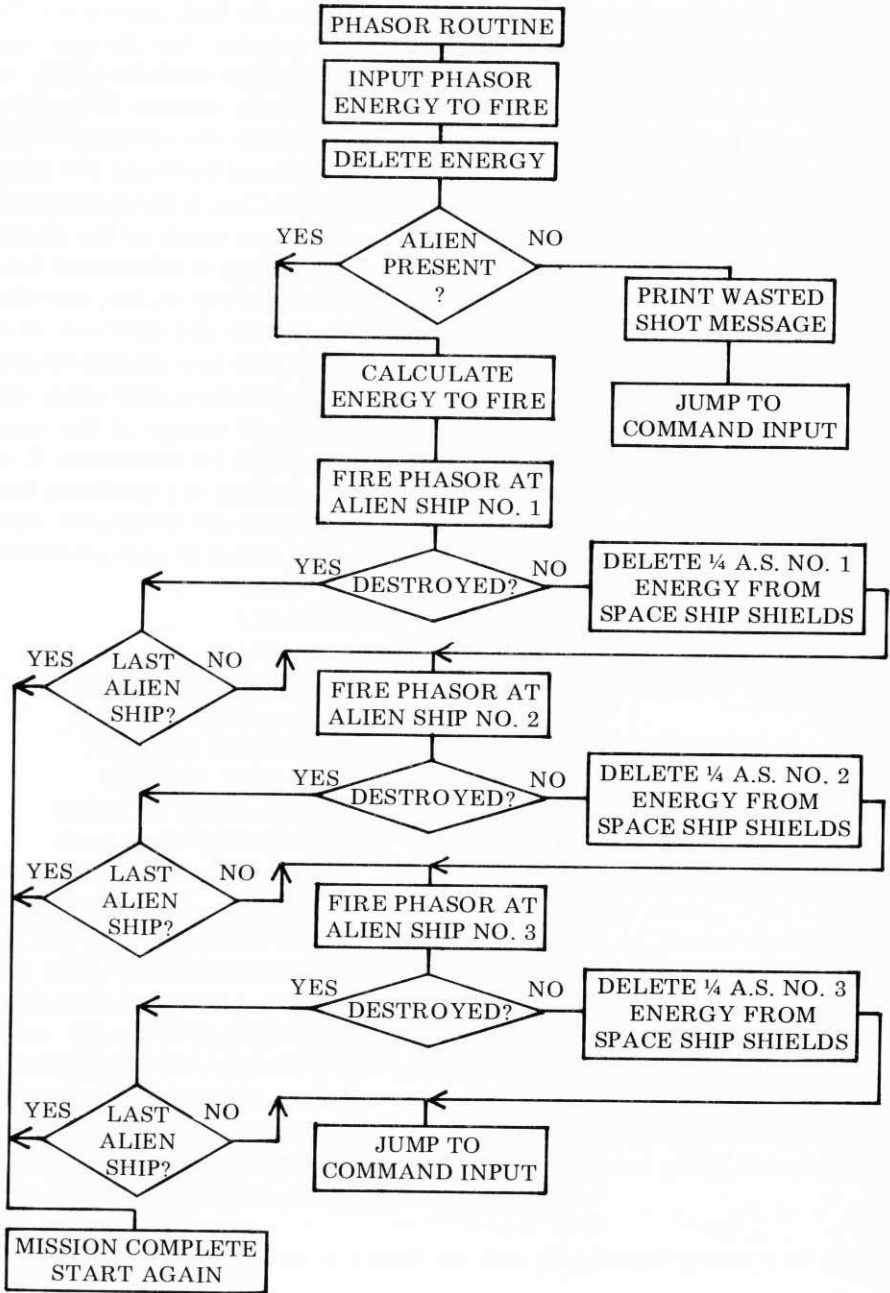 PHASOR ROUTINE
INPUT PHASOR
ENERGY TO FIRE
DELETE ENERGY
YES
ALIEN
PRESENT
?
NO
PRINT WASTED
SHOT MESSAGE
CALCULATE
ENERGY TO FIRE
JUMP TO
COMMAND INPUT
FIRE PHASOR AT
ALIEN SHIP NO. 1
YES
DESTROYED?
NO
DELETE ¼ A.S. NO. 1
ENERGY FROM
SPACE SHIP SHIELDS
YES
LAST
ALIEN
SHIP?
NO
FIRE PHASOR AT
ALIEN SHIP NO. 2
YES
DESTROYED?
NO
DELETE ¼ A.S. NO. 2
ENERGY FROM
SPACE SHIP SHIELDS
YES
LAST
ALIEN
SHIP?
NO
FIRE PHASOR AT
ALIEN SHIP NO. 3
YES
DESTROYED?
NO
DELETE ¼ A.S. NO. 3
ENERGY FROM
SPACE SHIP SHIELDS
YES
LAST
ALIEN
SHIP?
NO
JUMP TO
COMMAND INPUT
MISSION COMPLETE
START AGAIN